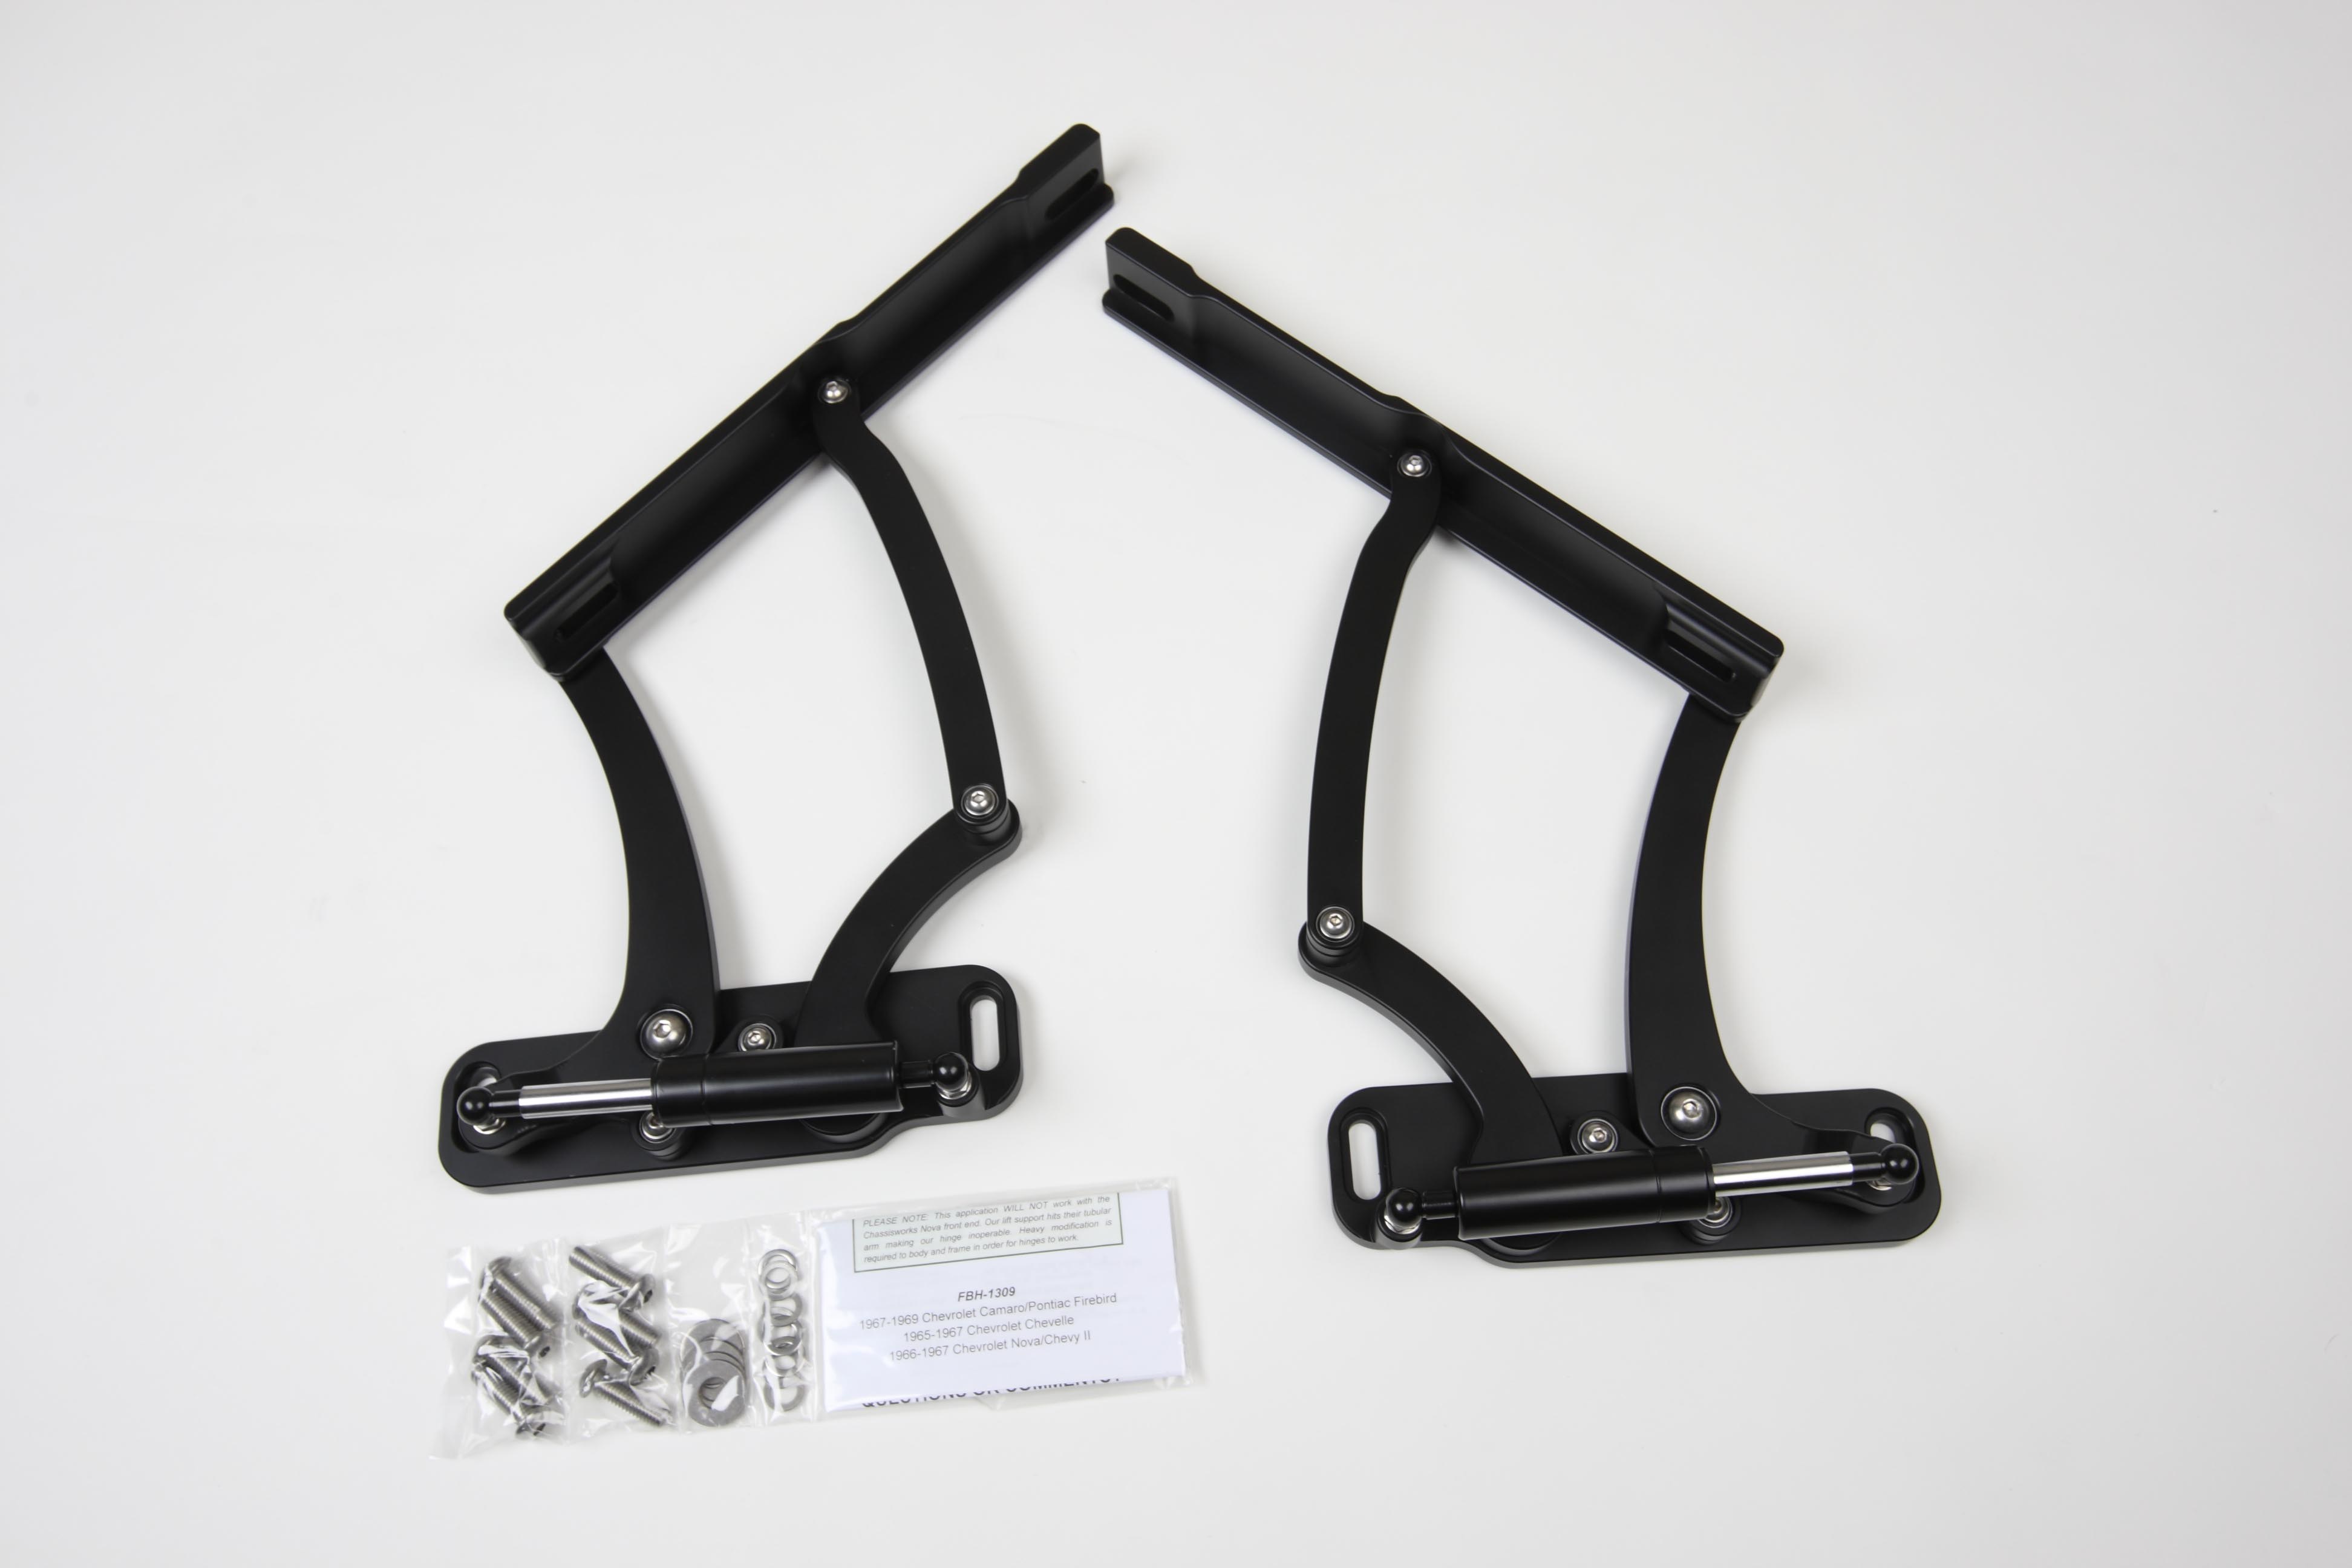 PLEASE NOTE: This application WILL NOT work with the
Chassisworks Nova front end. Our lift support hits their tubular
arm making our hinge inoperable. Heavy modification is
required to body and frame in order for hinges to work.
FBH-1309
1967-1969 Chevrolet Camaro/Pontiac Firebird
1965-1967 Chevrolet Chevelle
1966-1967 Chevrolet Nova/Chevy II
QUESTIONS OR COMMENTS?